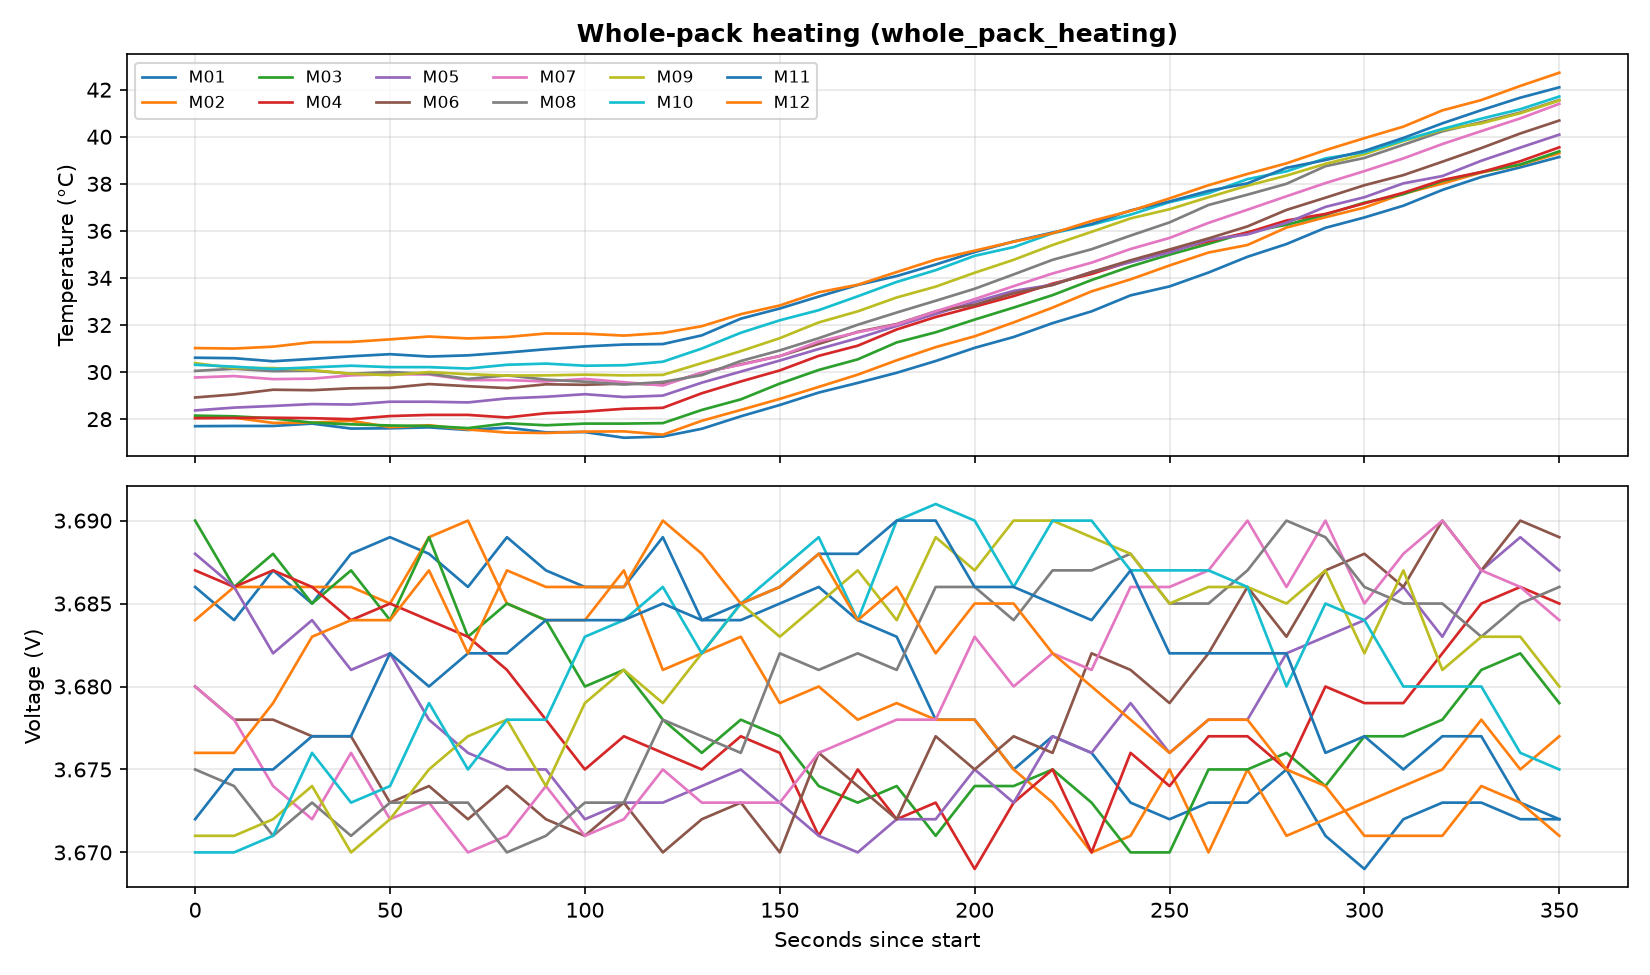 Whole-pack heating (whole_pack_heating)
M01 M03 M05 M07 M09 M11
M02 M04 M06 M08 M10 M12
Temperature (°C)
42
40
38
36
34
32
30
28
Voltage (V)
3.690
3.685
3.680
3.675
3.670
0 50 100 150 200 250 300 350
Seconds since start